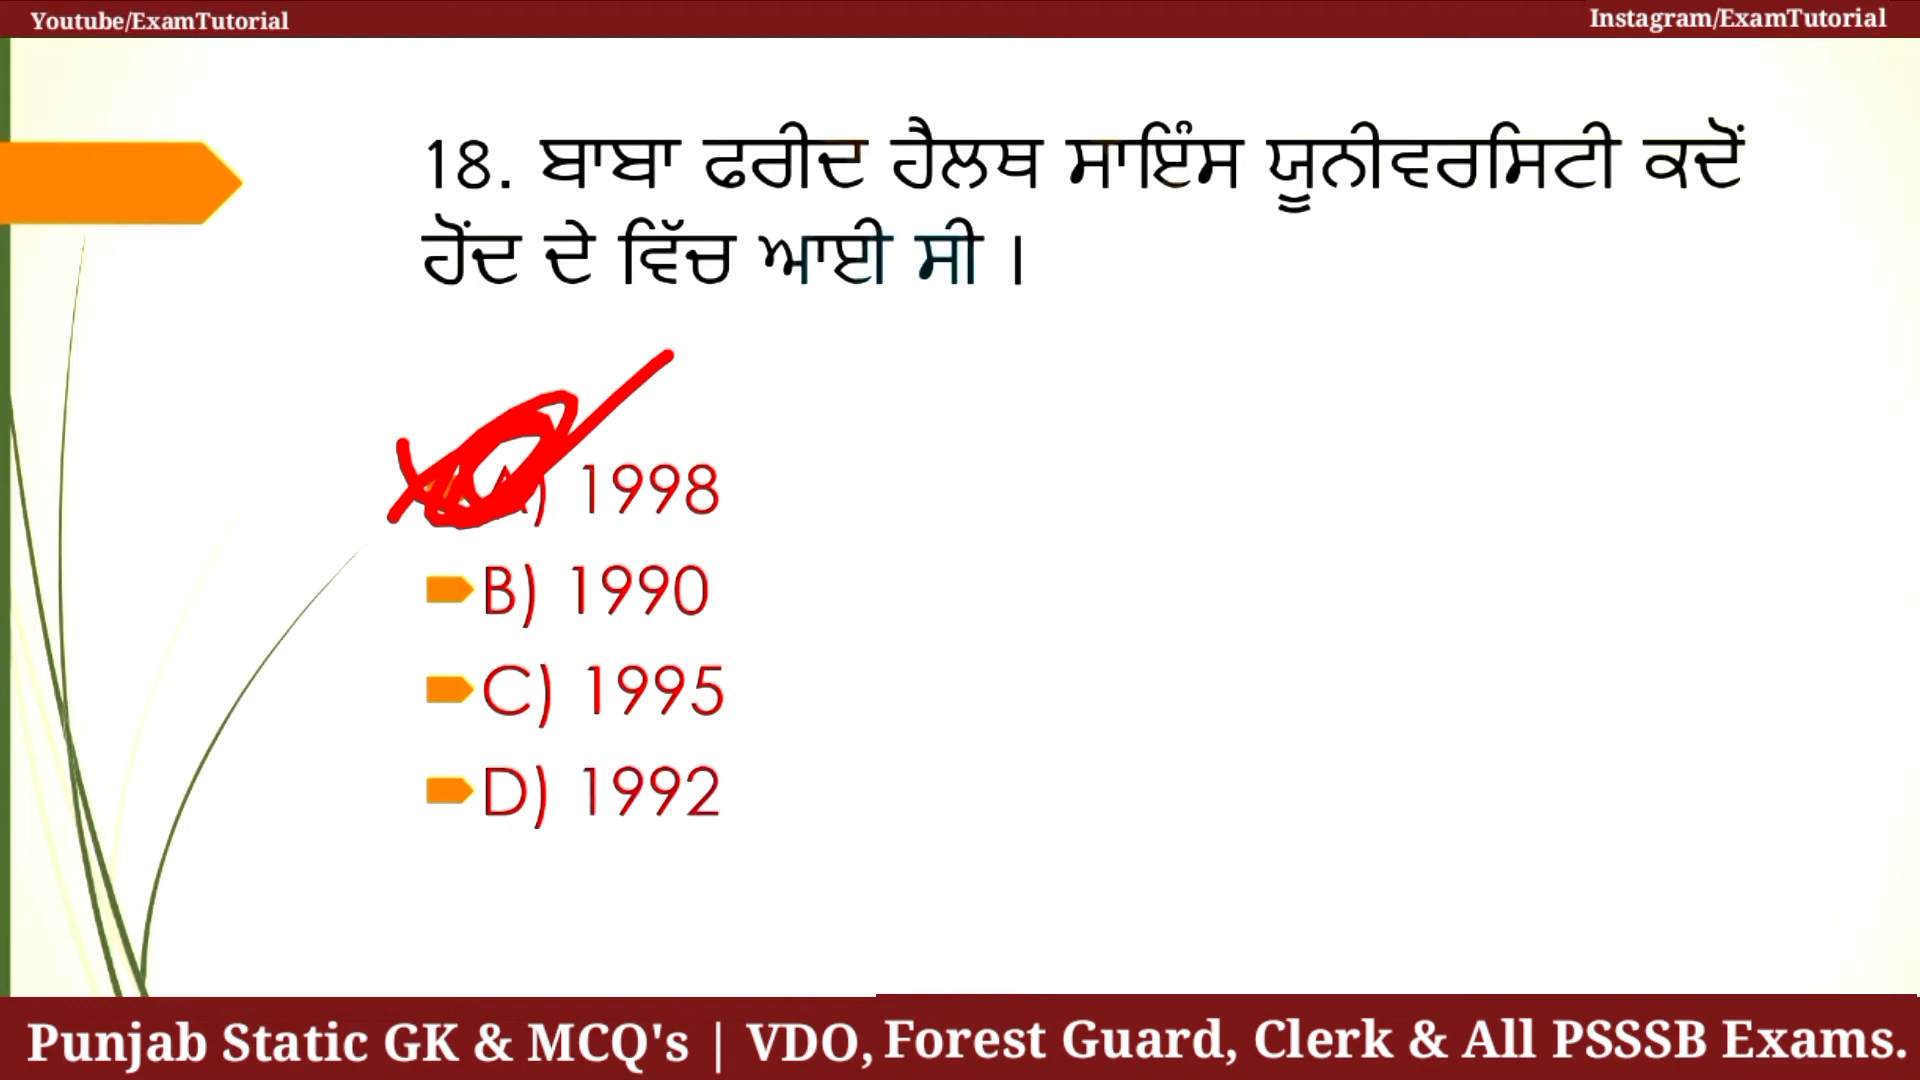 Youtube/ExamTutorial
Instagram/ExamTutorial
18. ਬਾਬਾ ਫਰੀਦ ਹੈਲਥ ਸਾਇੰਸ ਯੂਨੀਵਰਸਿਟੀ ਕਦੋਂ
ਹੋਂਦ ਦੇ ਵਿੱਚ ਆਈ ਸੀ ।
A) 1998
B) 1990
C) 1995
D) 1992
Punjab Static GK & MCQ's | VDO, Forest Guard, Clerk & All PSSSB Exams.